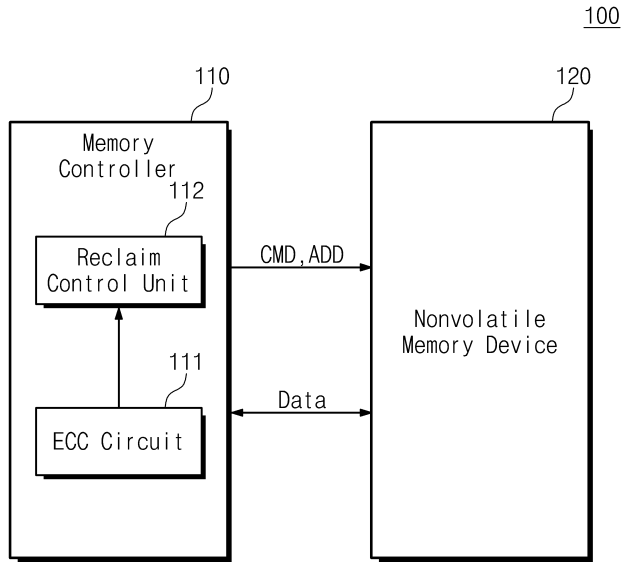 100
110
120
Memory
Controller
112
Reclaim
Control Unit
CMD,ADD
Nonvolatile
Memory Device
111
ECC Circuit
Data